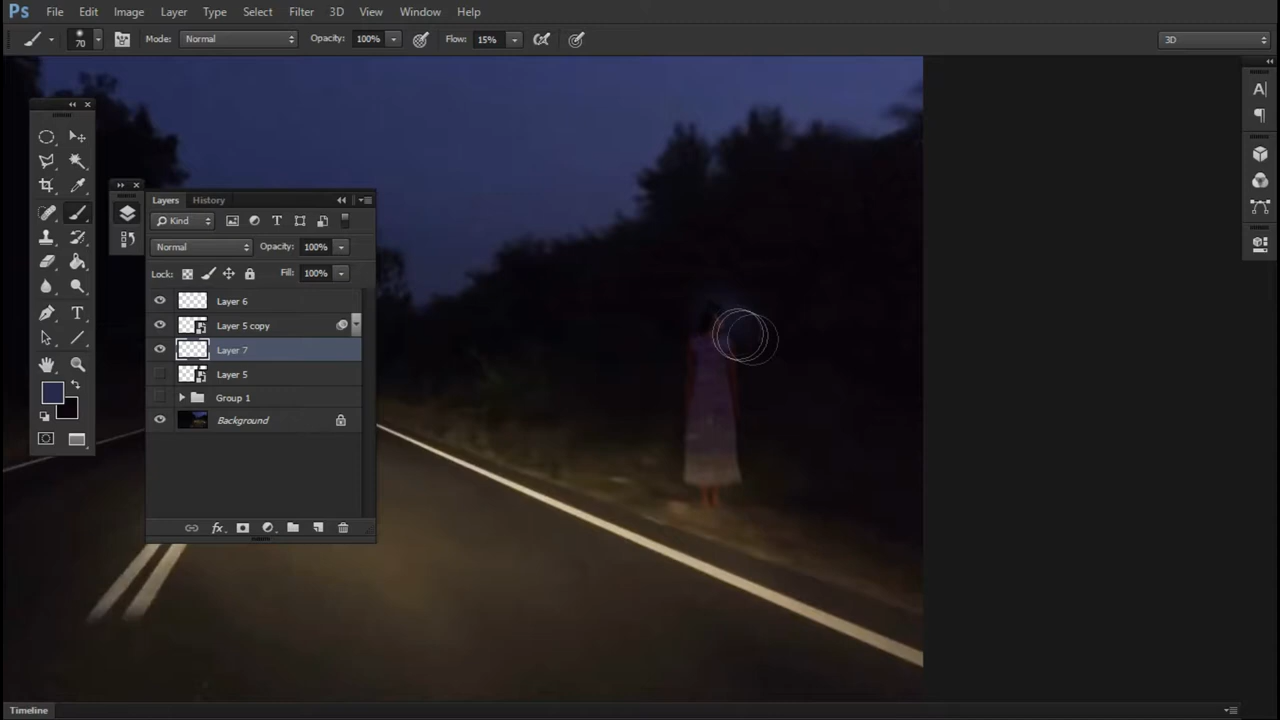 Ps File Edit Image Layer Type Select Filter 3D View Window Help
70 Mode: Normal Opacity: 100% Flow: 15% 3D
Layers History
Kind T
Normal Opacity: 100%
Lock: Fill: 100%
Layer 6
Layer 5 copy
Layer 7
Layer 5
Group 1
Background
fx
T
A
Timeline